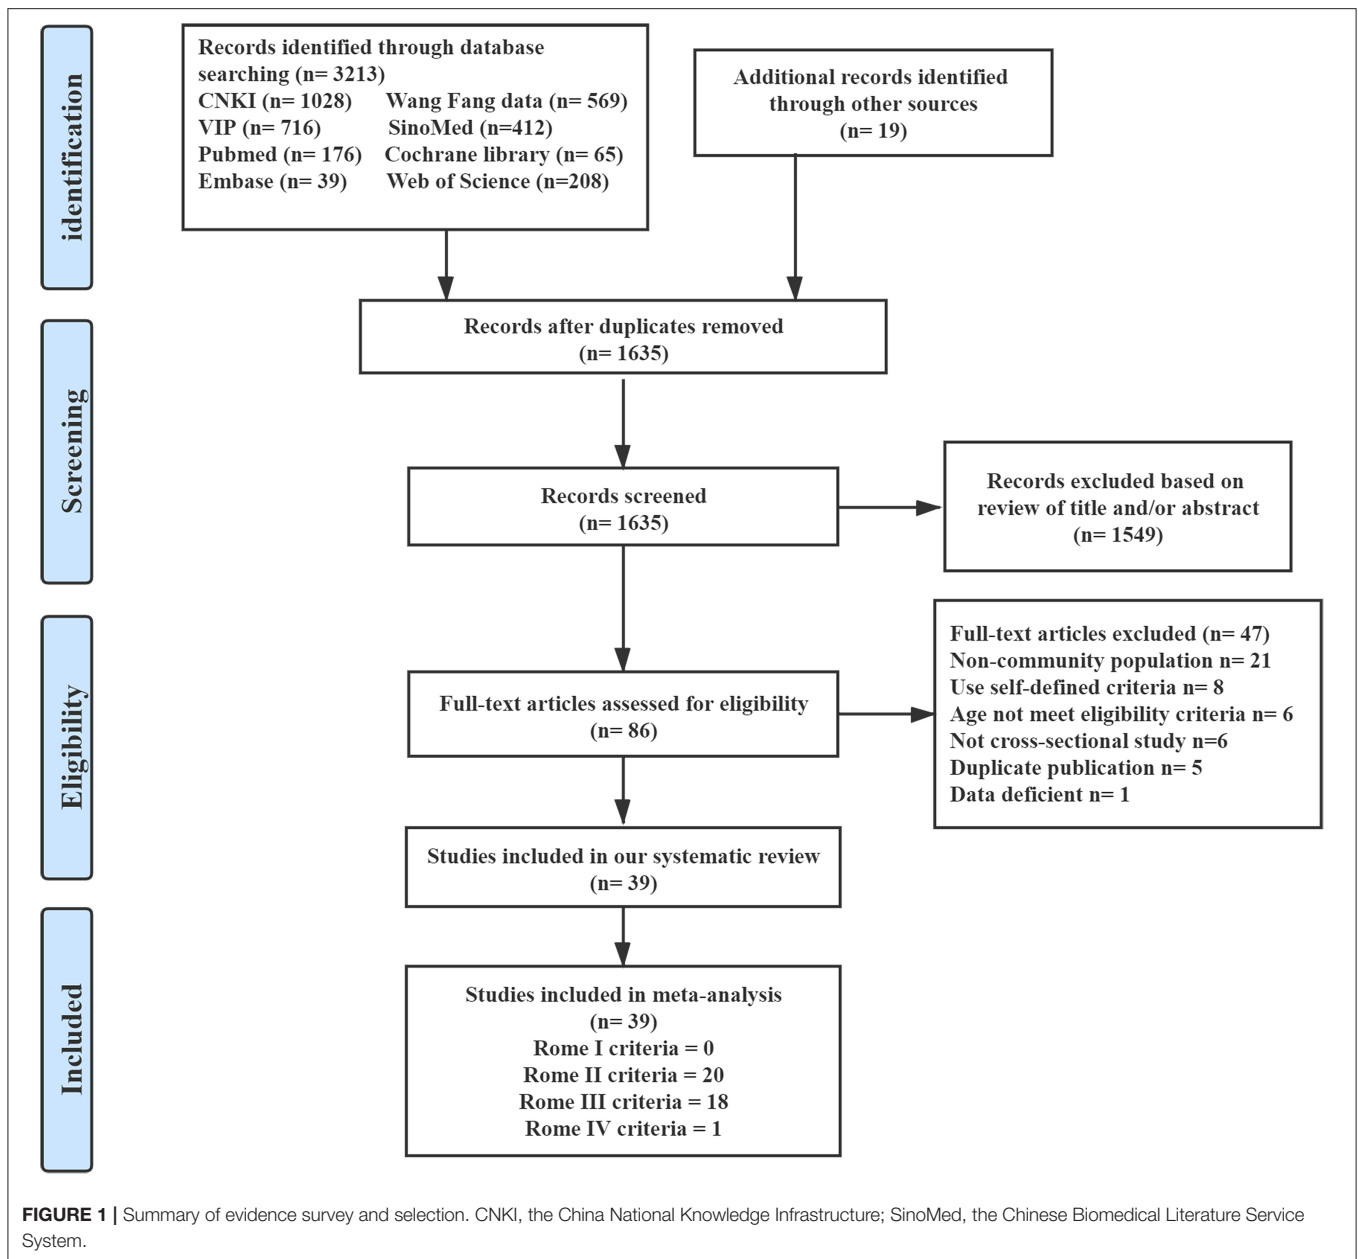 identification
Records identified through database
searching (n= 3213)
CNKI (n= 1028) Wang Fang data (n= 569)
VIP (n= 716) SinoMed (n=412)
Pubmed (n= 176) Cochrane library (n= 65)
Embase (n= 39) Web of Science (n=208)
Additional records identified
through other sources
(n= 19)
Screening
Records after duplicates removed
(n= 1635)
Records screened
(n= 1635)
Records excluded based on
review of title and/or abstract
(n= 1549)
Eligibility
Full-text articles assessed for eligibility
(n= 86)
Full-text articles excluded (n= 47)
Non-community population n= 21
Use self-defined criteria n= 8
Age not meet eligibility criteria n= 6
Not cross-sectional study n=6
Duplicate publication n= 5
Data deficient n= 1
Studies included in our systematic review
(n= 39)
Included
Studies included in meta-analysis
(n= 39)
Rome I criteria = 0
Rome II criteria = 20
Rome III criteria = 18
Rome IV criteria = 1
FIGURE 1 | Summary of evidence survey and selection. CNKI, the China National Knowledge Infrastructure; SinoMed, the Chinese Biomedical Literature Service
System.